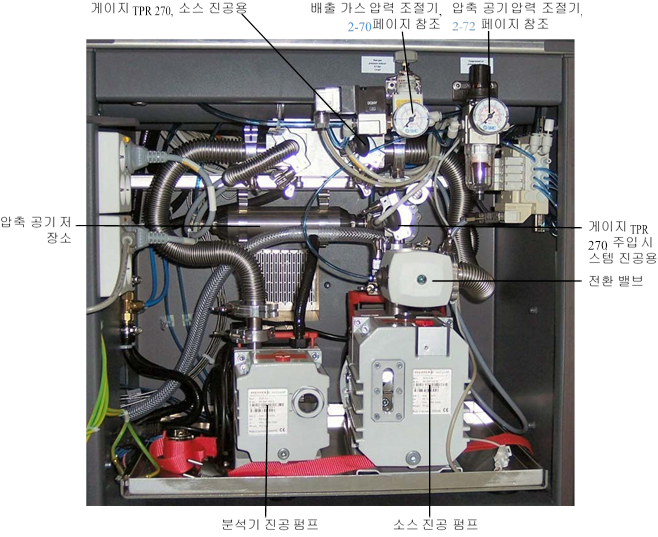 게이지 TPR 270, 소스 진공용
배출 가스 압력 조절기,
2-70페이지 참조
압축 공기 압력 조절기,
2-72 페이지 참조
압축 공기 저
장소
게이지 TPR
270, 주입 시
스템 진공용
전환 밸브
분석기 진공 펌프
소스 진공 펌프